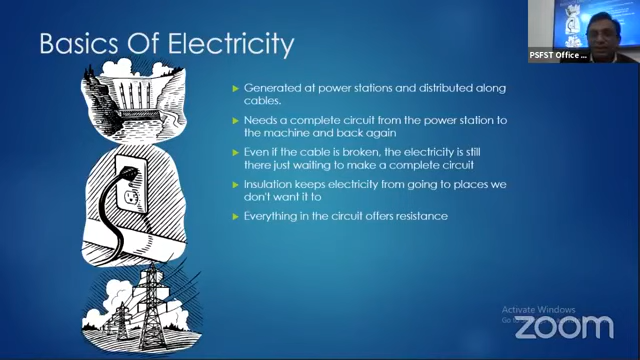 Basics Of Electricity
PSFST Office ...
Generated at power stations and distributed along
cables.
Needs a complete circuit from the power station to
the machine and back again
Even if the cable is broken, the electricity is still
there just waiting to make a complete circuit
Insulation keeps electricity from going to places we
don't want it to
Everything in the circuit offers resistance
Activate Windows
Go
zoom